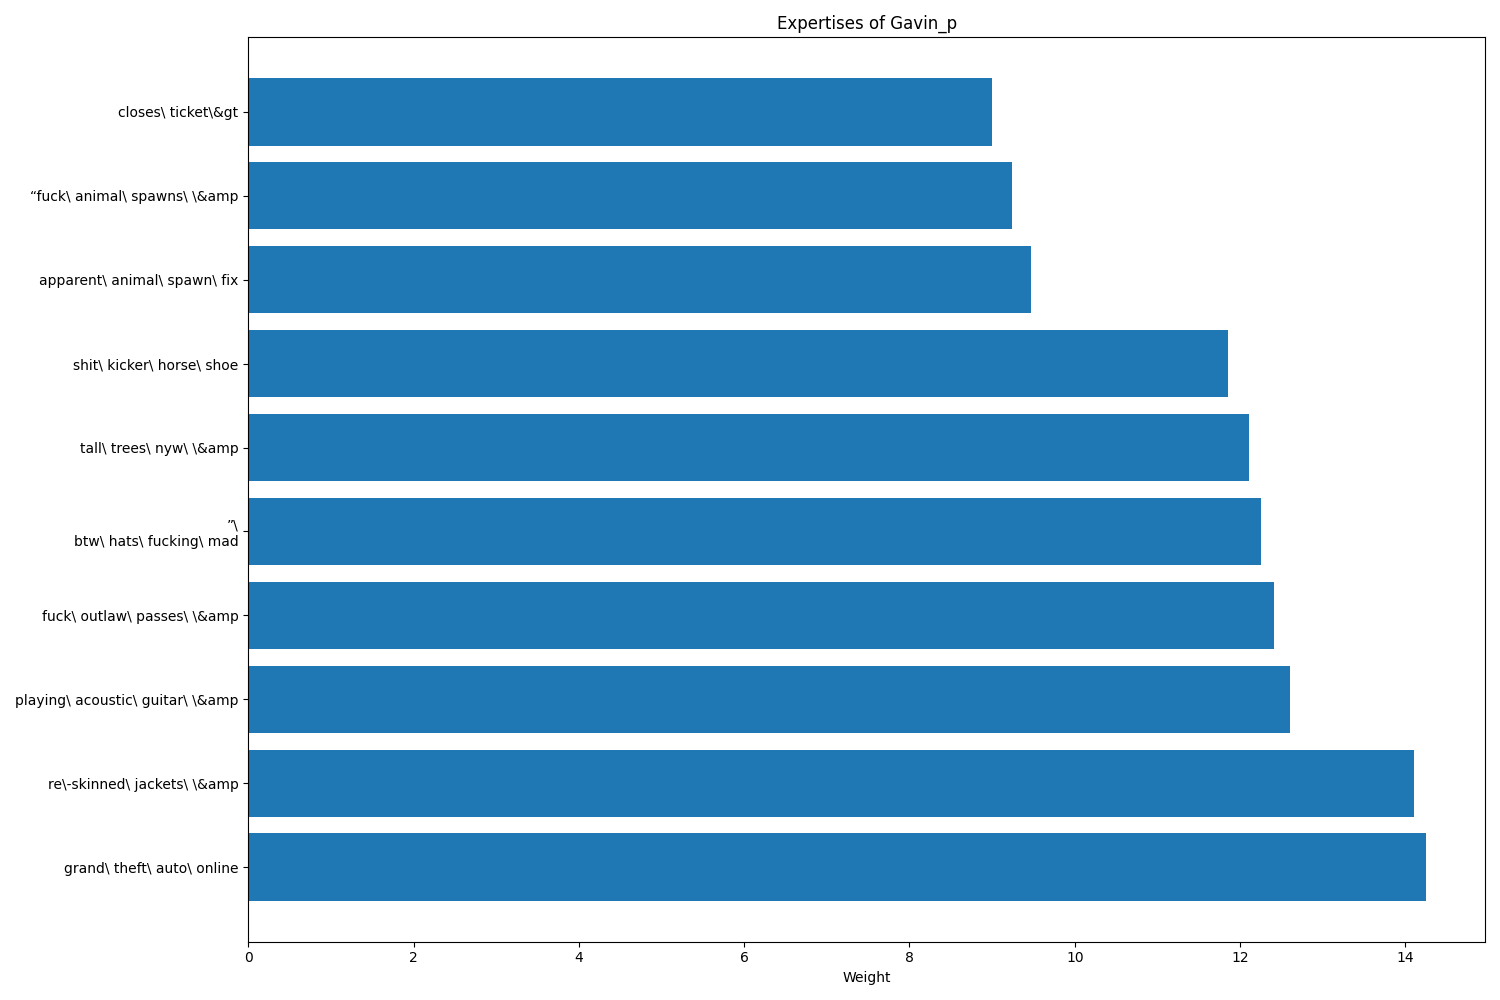 Expertises of Gavin_p
closes\ ticket\&gt
“fuck\ animal\ spawns\ \&amp
apparent\ animal\ spawn\ fix
shit\ kicker\ horse\ shoe
tall\ trees\ nyw\ \&amp
”\
btw\ hats\ fucking\ mad
fuck\ outlaw\ passes\ \&amp
playing\ acoustic\ guitar\ \&amp
re\-skinned\ jackets\ \&amp
grand\ theft\ auto\ online
0 2 4 6 8 10 12 14
Weight